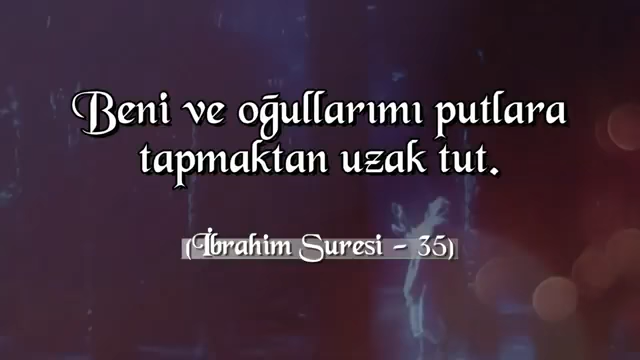 Beni ve oğullarımı putlara
tapmaktan uzak tut.
(İbrahim Suresi - 35)